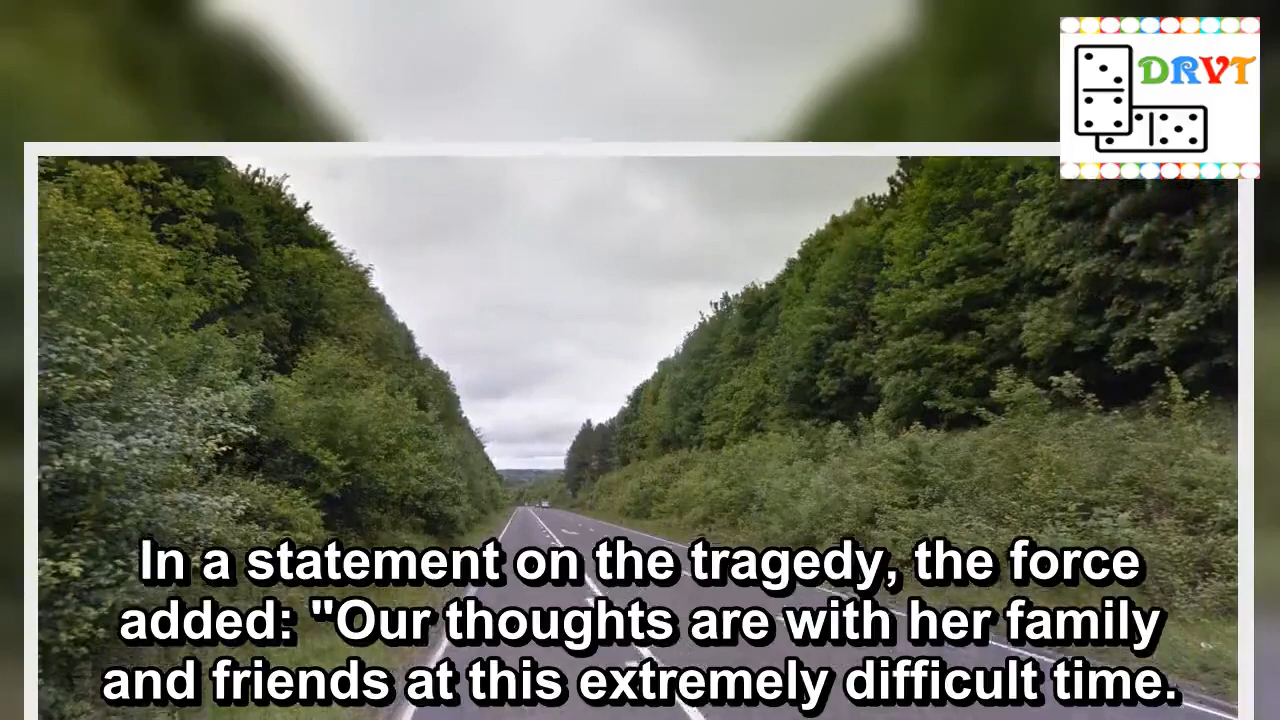 DRVT
In a statement on the tragedy, the force
added: "Our thoughts are with her family
and friends at this extremely difficult time.